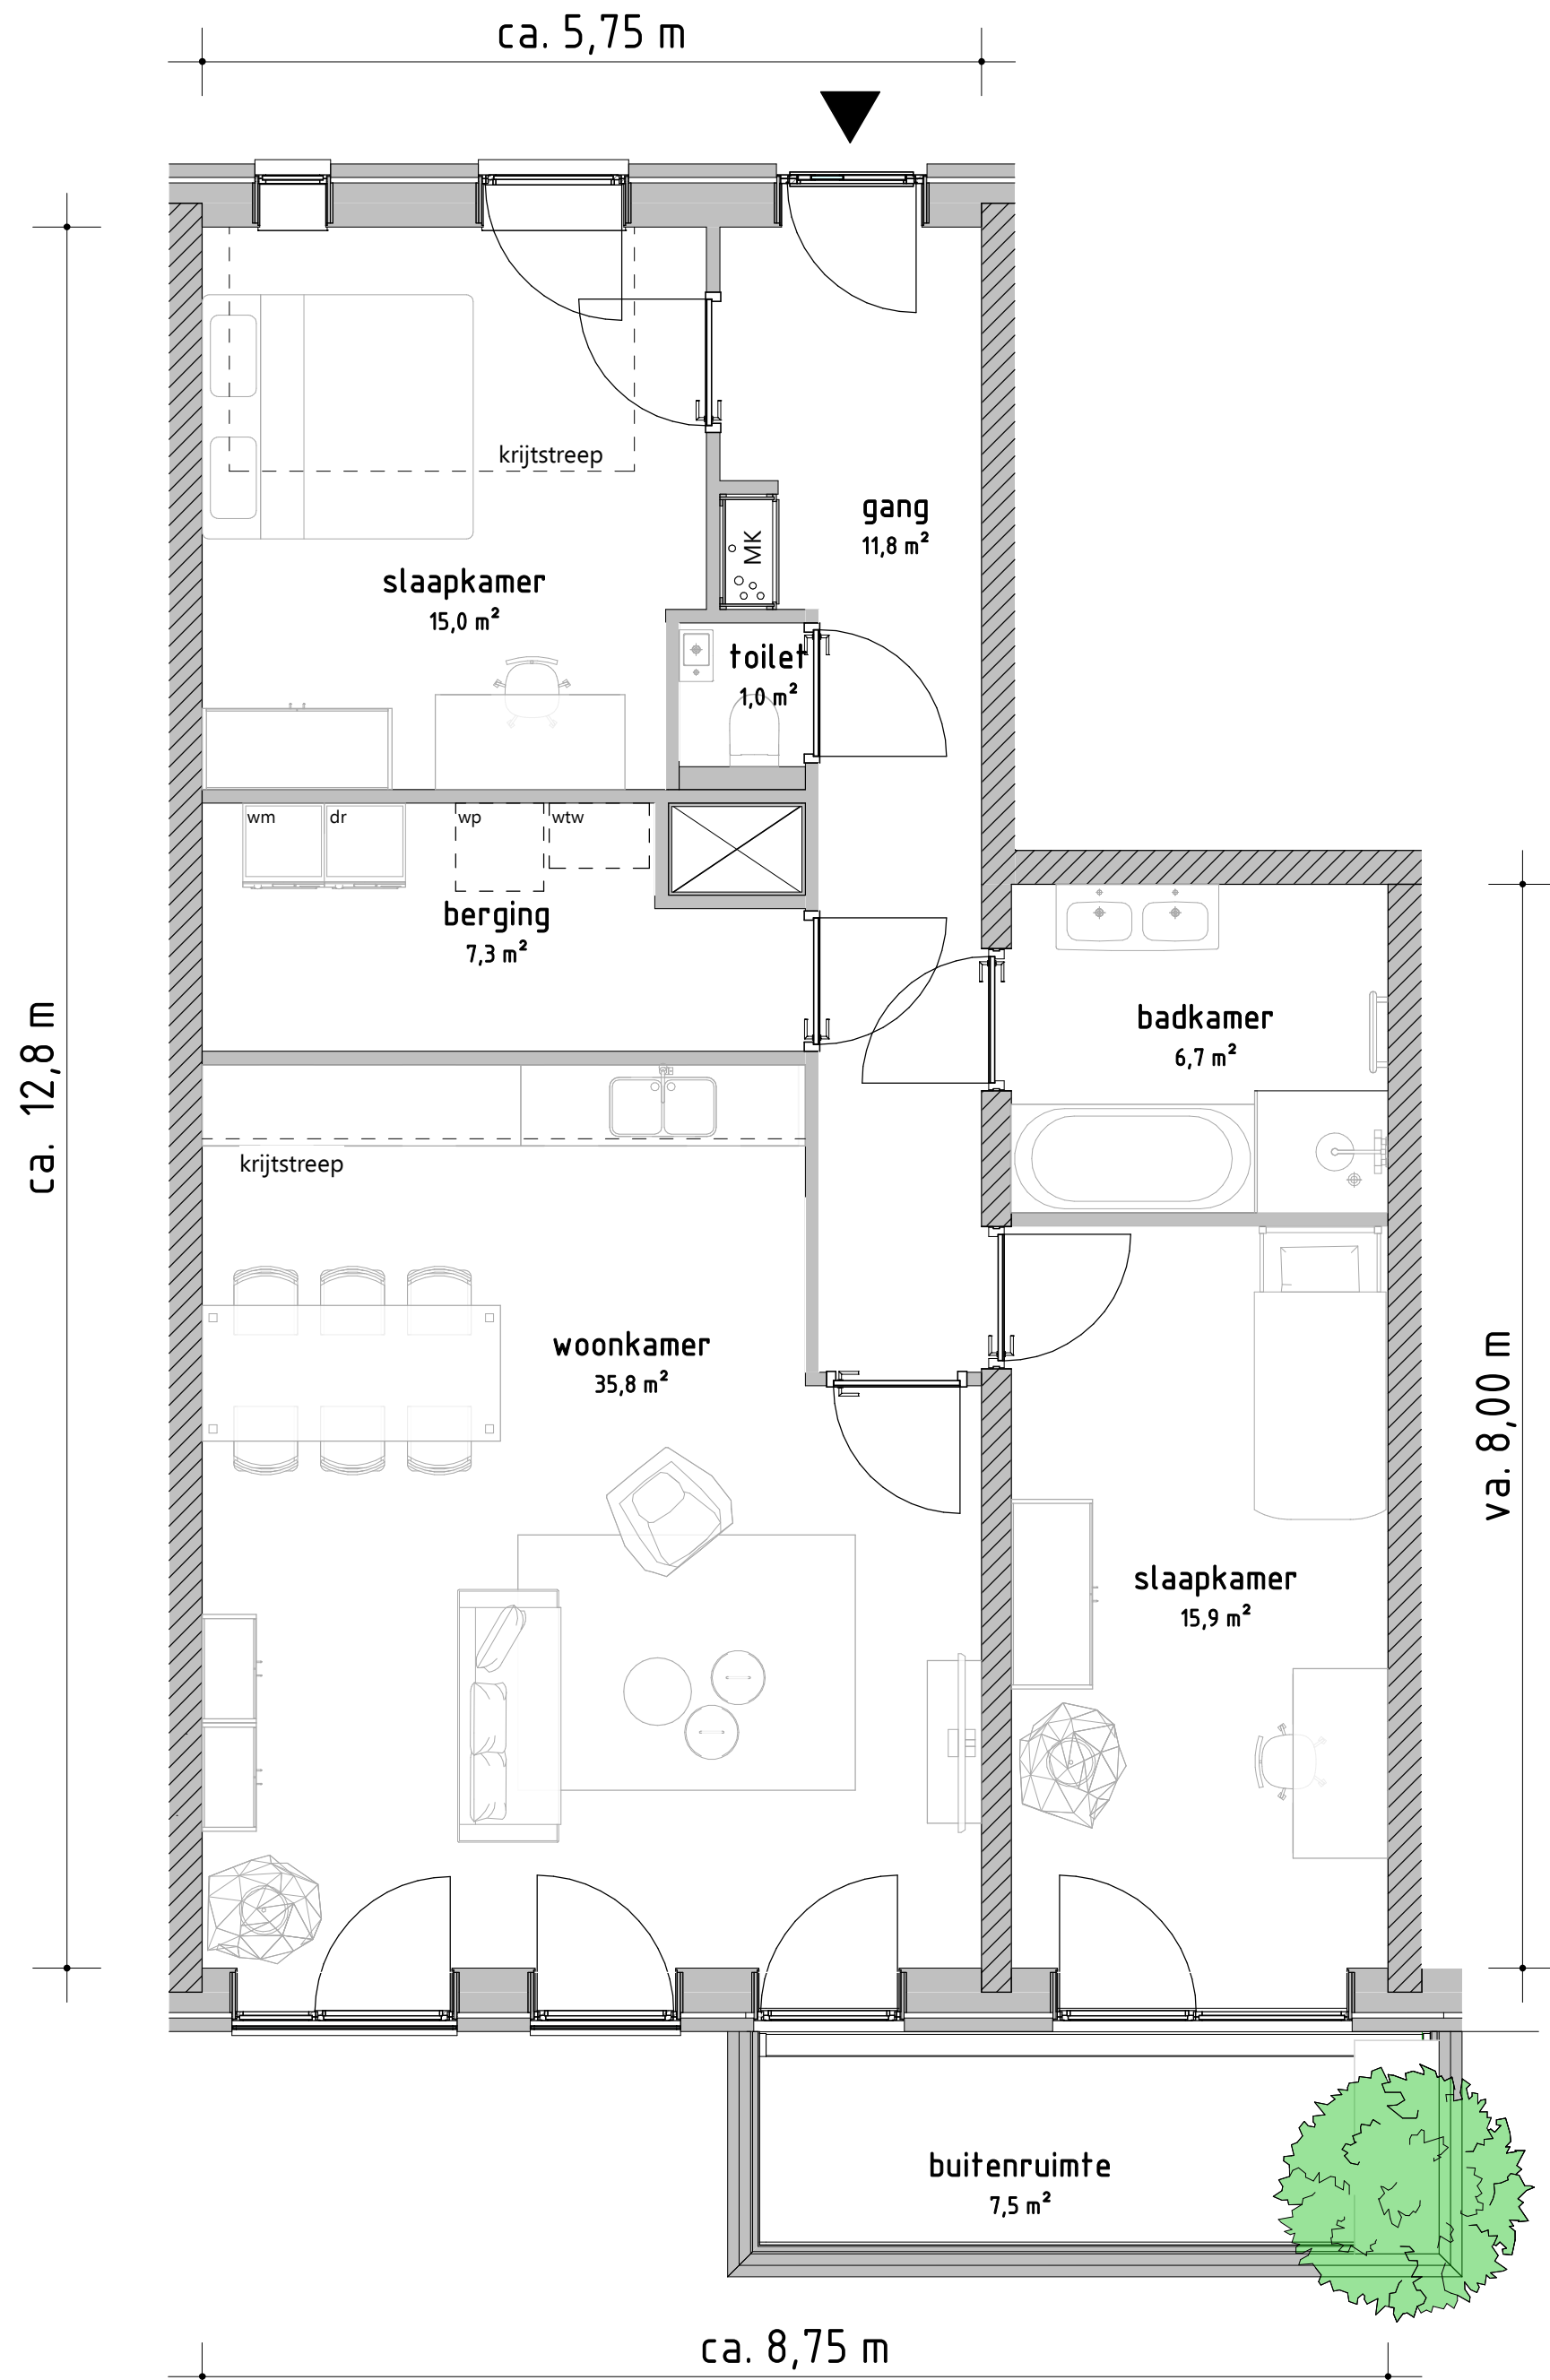 ca. 5,75 m
krijtstreep
MK
gang
11,8 m²
slaapkamer
15,0 m²
toilet
1,0 m²
wm
dr
wp
wtw
berging
7,3 m²
badkamer
6,7 m²
ca. 12,8 m
krijtstreep
woonkamer
35,8 m²
va. 8,00 m
slaapkamer
15,9 m²
buitenruimte
7,5 m²
ca. 8,75 m